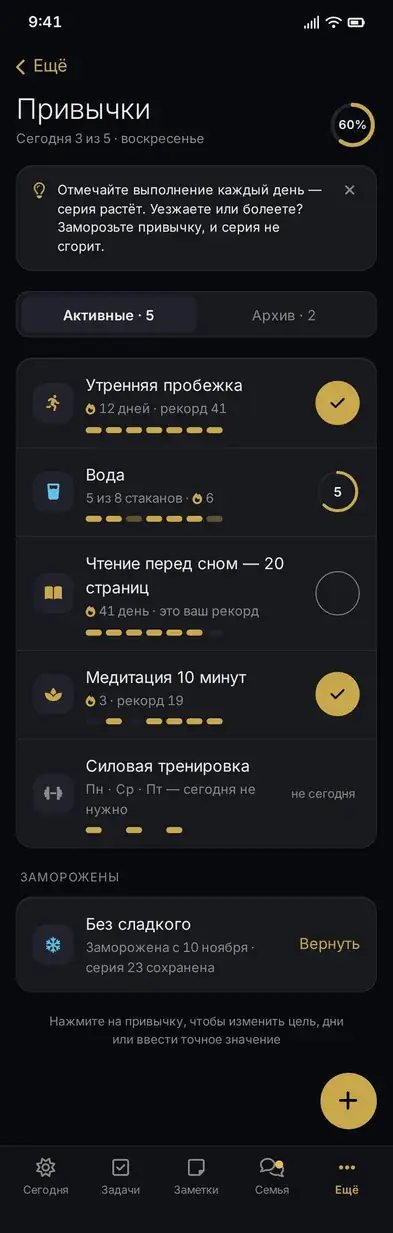 9:41
Ещё
Привычки
Сегодня 3 из 5 · воскресенье
60%
Отмечайте выполнение каждый день —
серия растёт. Уезжаете или болеете?
Заморозьте привычку, и серия не
сгорит.
Активные · 5
Архив · 2
Утренняя пробежка
12 дней · рекорд 41
Вода
5 из 8 стаканов · 6
5
Чтение перед сном — 20
страниц
41 день · это ваш рекорд
Медитация 10 минут
3 · рекорд 19
Силовая тренировка
Пн · Ср · Пт — сегодня не
нужно
не сегодня
ЗАМОРОЖЕНЫ
Без сладкого
Заморожена с 10 ноября ·
серия 23 сохранена
Вернуть
Нажмите на привычку, чтобы изменить цель, дни
или ввести точное значение
Сегодня
Задачи
Заметки
Семья
Ещё